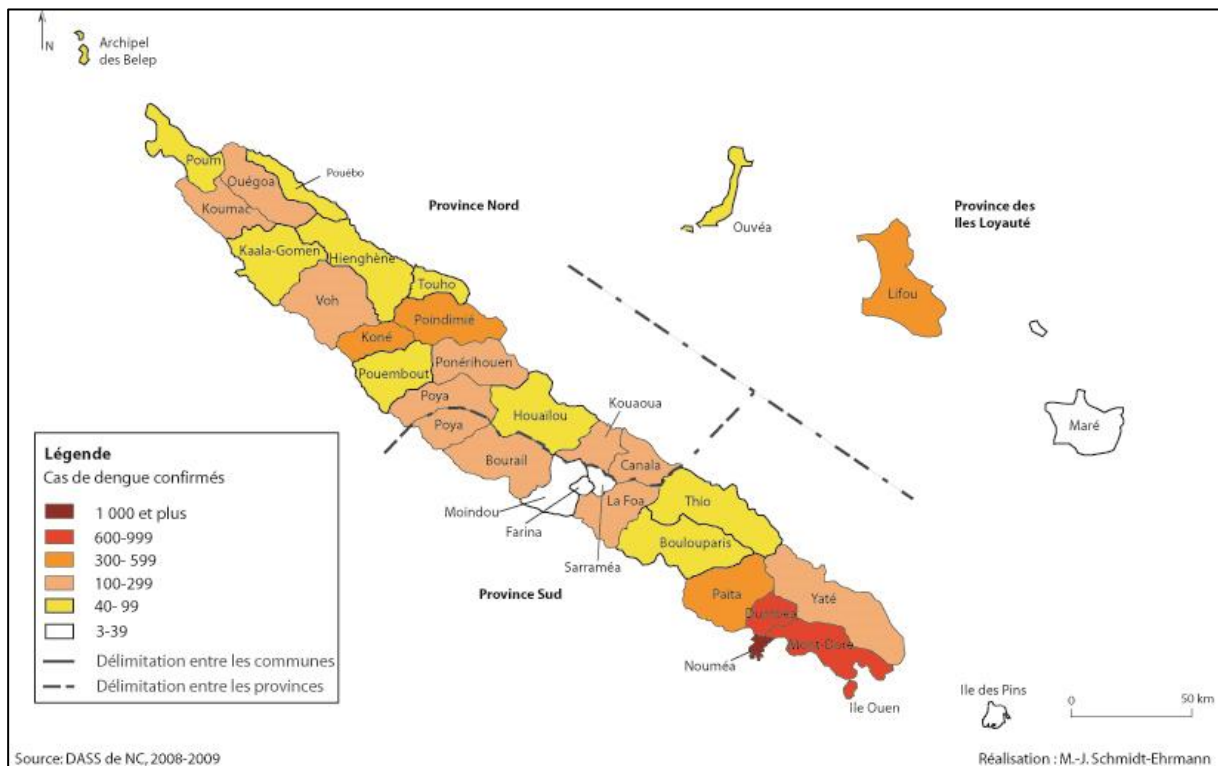 N
Archipel
des Belep
Poum
Ouégoa
Pouébo
Koumac
Province Nord
Province des
Iles Loyauté
Ouvéa
Kaala-Gomen
Hienghène
Touho
Lifou
Voh
Poindimié
Koné
Ponérihouen
Pouembout
Poya
Houaïlou
Kouaoua
Maré
Poya
Bouraïl
Canala
Moindou
La Foa
Thio
Farina
Boulouparis
Sarraméa
Province Sud
Païta
Yaté
Dumbéa
Mont-Dore
Nouméa
Ile Ouen
Ile des Pins
0
50 km
Légende
Cas de dengue confirmés
1 000 et plus
600-999
300- 599
100-299
40- 99
3-39
Délimitation entre les communes
Délimitation entre les provinces
Source: DASS de NC, 2008-2009
Réalisation : M.-J. Schmidt-Ehrmann